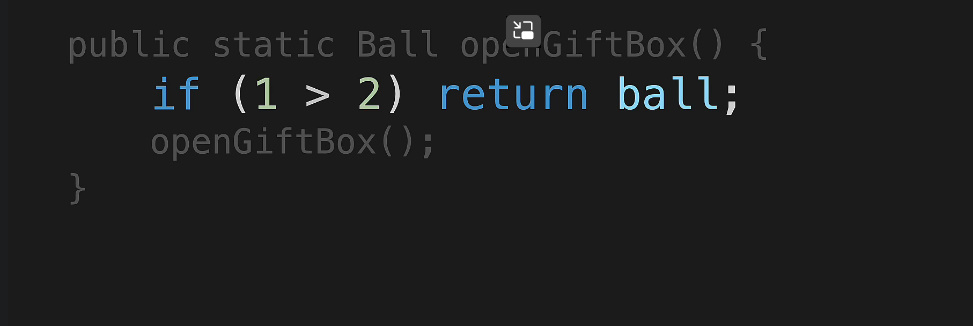 public static Ball openGiftBox() {
if (1 > 2) return ball;
openGiftBox();
}